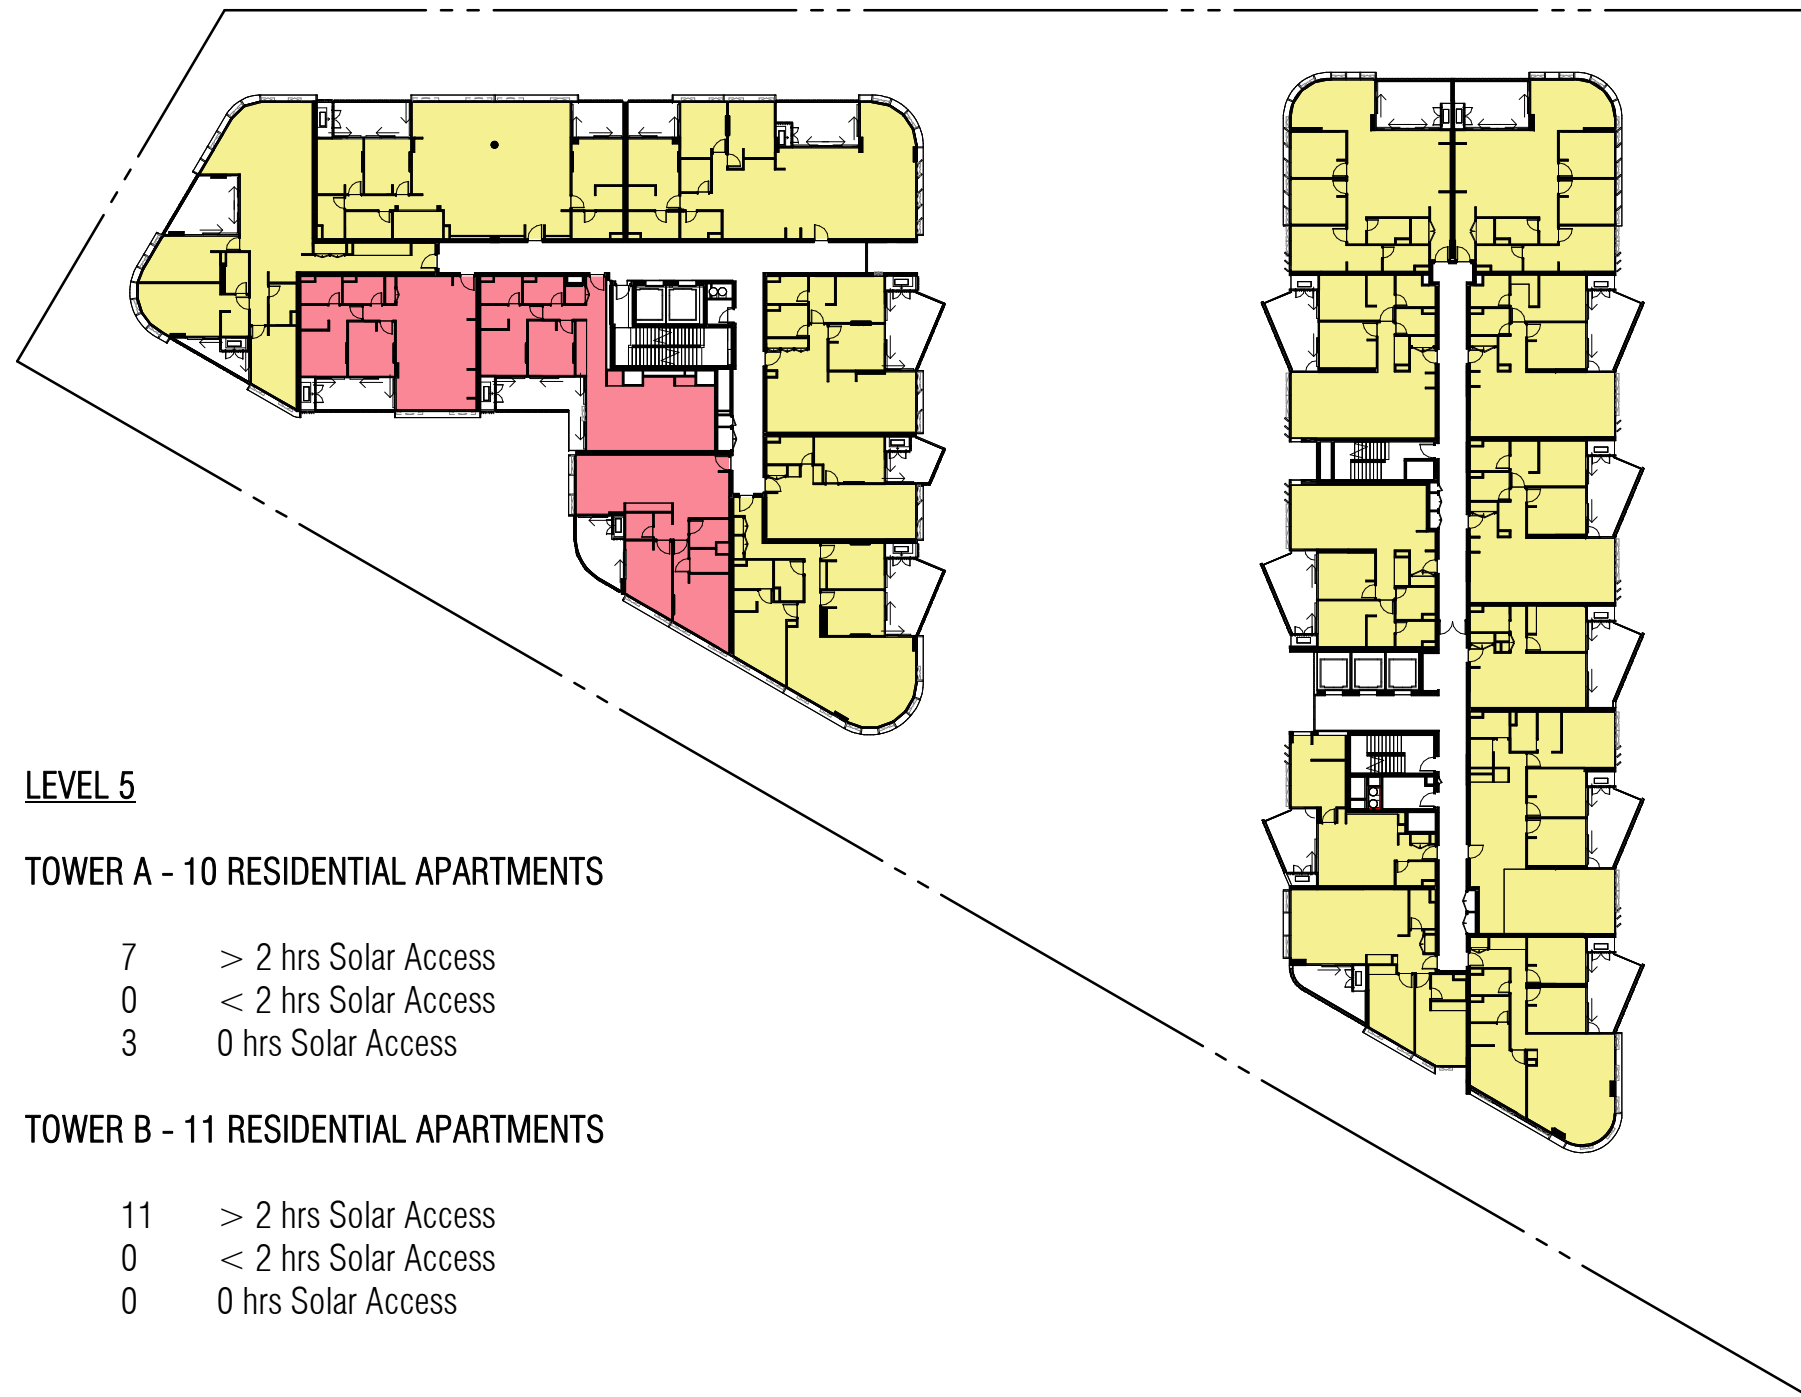 LEVEL 5
TOWER A - 10 RESIDENTIAL APARTMENTS
7 > 2 hrs Solar Access
0 < 2 hrs Solar Access
3 0 hrs Solar Access
TOWER B - 11 RESIDENTIAL APARTMENTS
11 > 2 hrs Solar Access
0 < 2 hrs Solar Access
0 0 hrs Solar Access